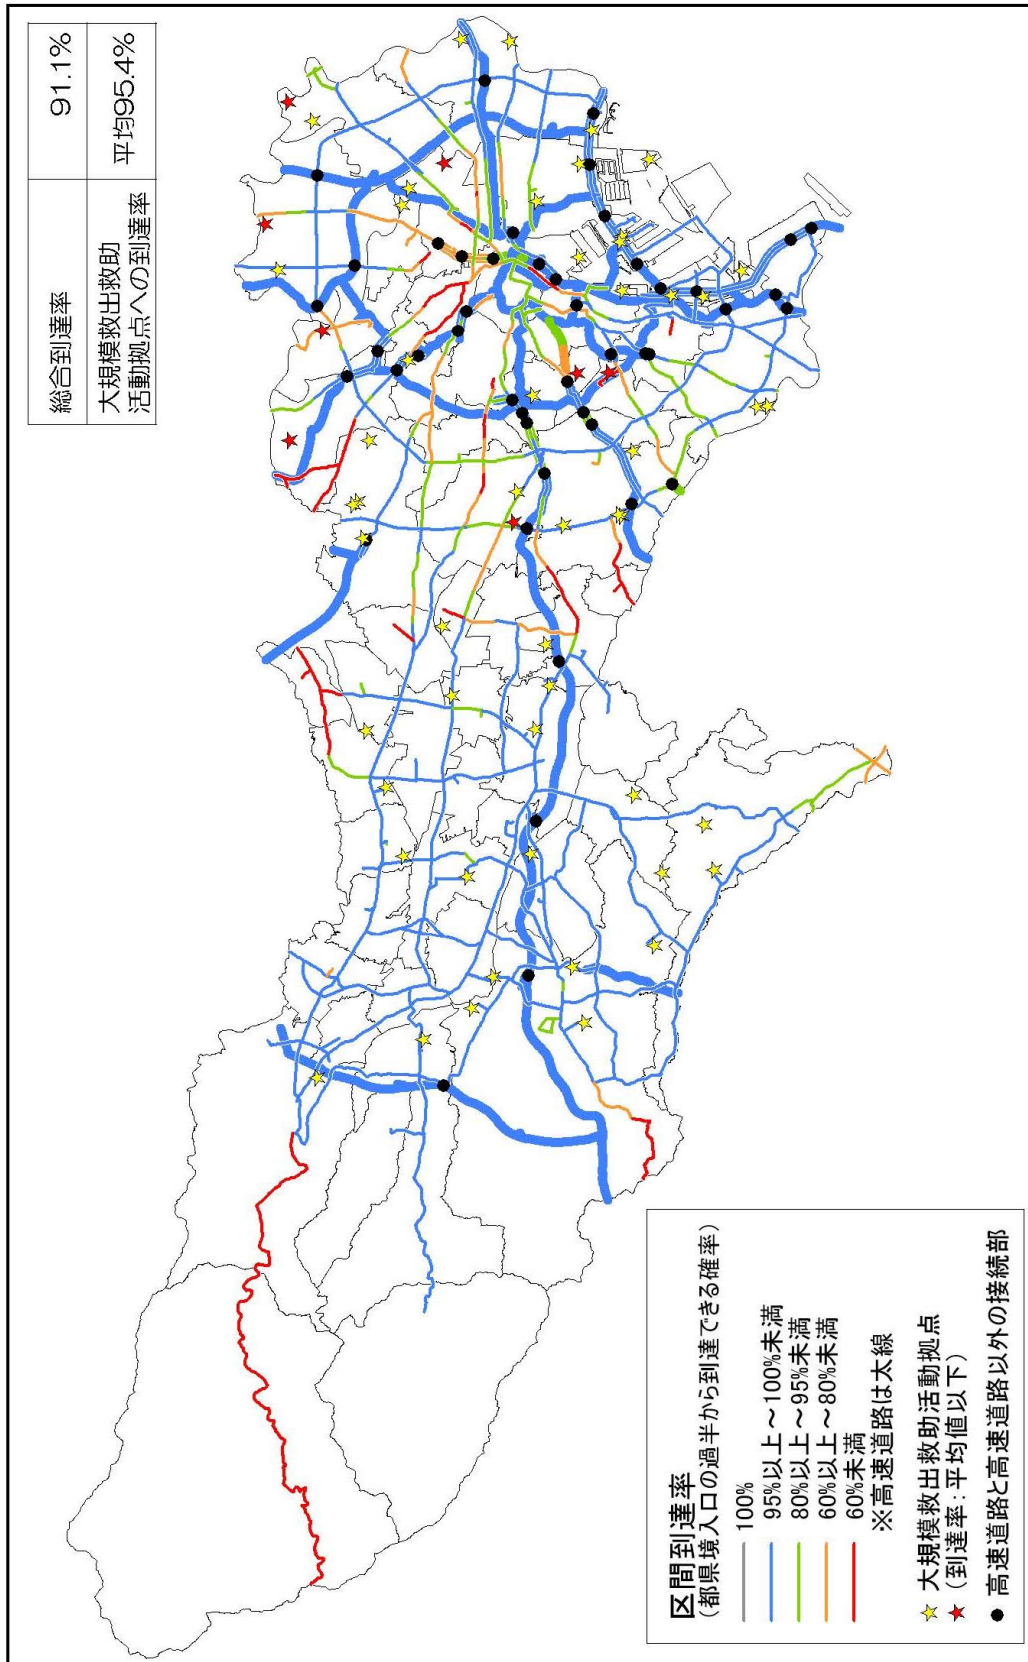 総合到達率 91.1%
大規模救出救助
活動拠点への到達率 平均95.4%
区間到達率
（都県境入口の過半から到達できる確率）
100%
95%以上～100%未満
80%以上～95%未満
60%以上～80%未満
60%未満
※高速道路は太線
大規模救出救助活動拠点
（到達率：平均値以下）
高速道路と高速道路以外の接続部